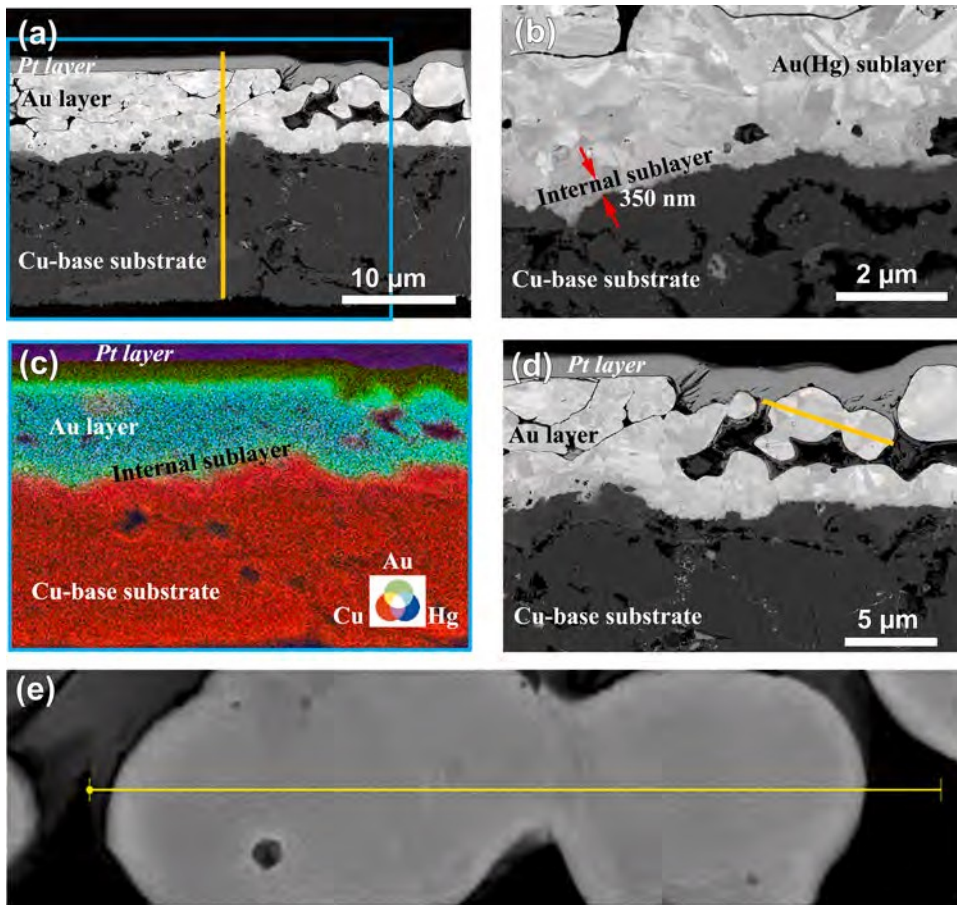 (a)
Pt layer
Au layer
Cu-base substrate
10 μm
(b)
Au(Hg) sublayer
Internal sublayer
350 nm
Cu-base substrate
2 μm
(c)
Pt layer
Au layer
Internal sublayer
Cu-base substrate
Au
Cu
Hg
(d)
Pt layer
Au layer
Cu-base substrate
5 μm
(e)